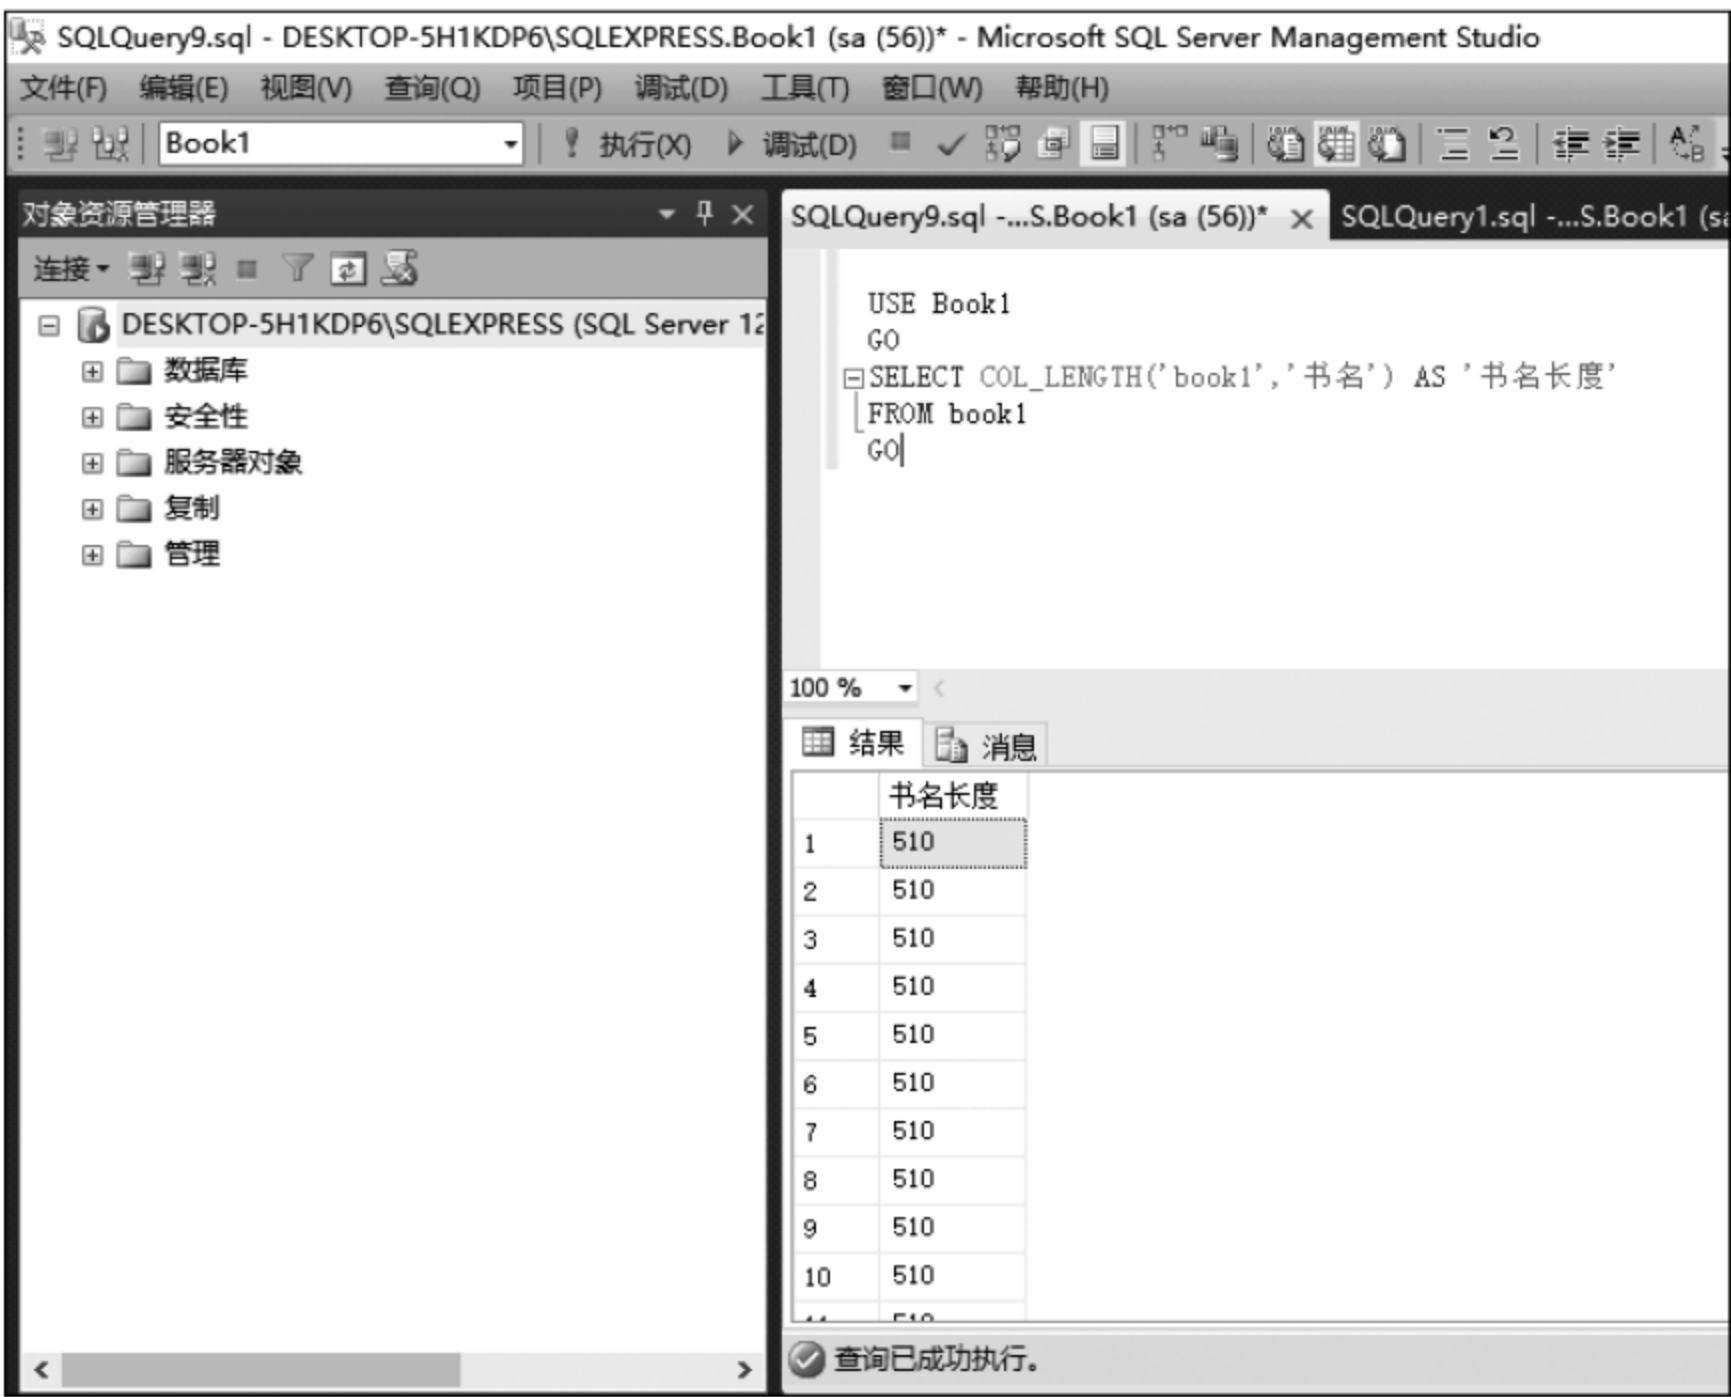 SQLQuery9.sql - DESKTOP-5H1KDP6\SQLEXPRESS.Book1 (sa (56))* - Microsoft SQL Server Management Studio
文件(F) 编辑(E) 视图(V) 查询(Q) 项目(P) 调试(D) 工具(T) 窗口(W) 帮助(H)
Book1 执行(X) 调试(D)
对象资源管理器
连接
DESKTOP-5H1KDP6\SQLEXPRESS (SQL Server 12
数据库
安全性
服务器对象
复制
管理
SQLQuery9.sql -...S.Book1 (sa (56))* SQLQuery1.sql -...S.Book1 (sa
USE Book1
GO
SELECT COL_LENGTH('book1','书名') AS '书名长度'
FROM book1
GO
100 %
结果 消息
书名长度
1 510
2 510
3 510
4 510
5 510
6 510
7 510
8 510
9 510
10 510
查询已成功执行。